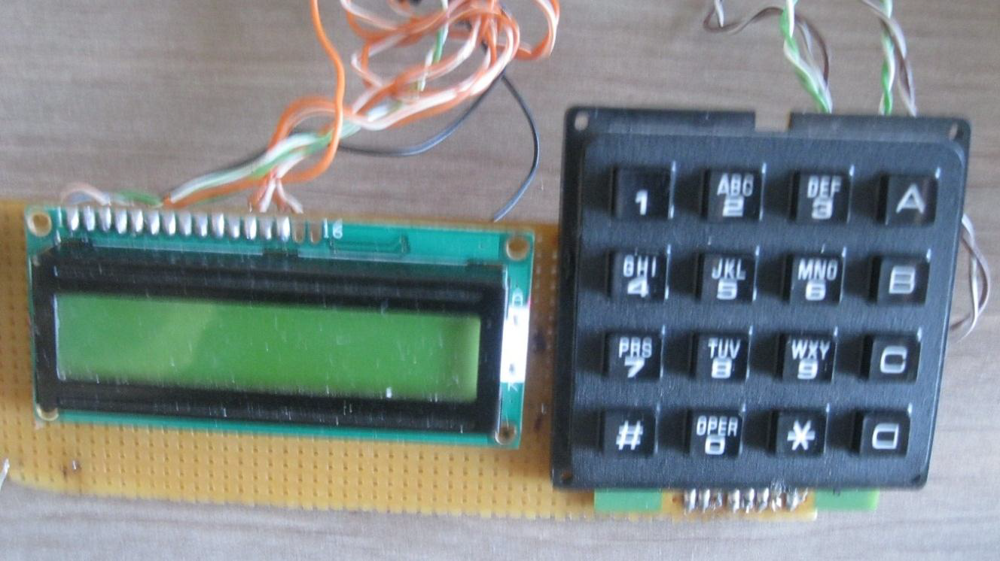 16
1
ABC
2
DEF
3
A
GHI
4
JKL
5
MNO
6
B
PRS
7
TUV
8
WXY
9
C
#
OPER
0
*
D